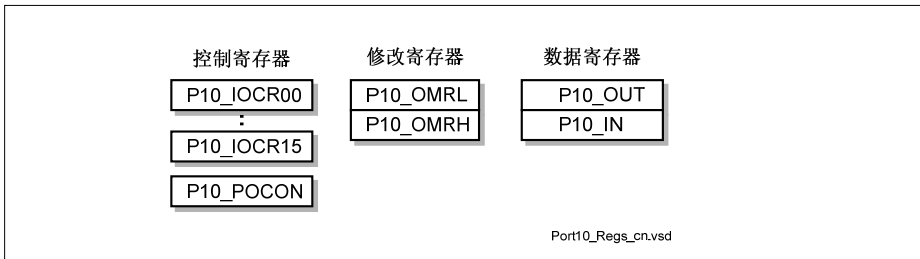 控制寄存器
P10_IOCR00
:
P10_IOCR15
P10_POCON
修改寄存器
P10_OMRL
P10_OMRH
数据寄存器
P10_OUT
P10_IN
Port10_Regs_cn.vsd